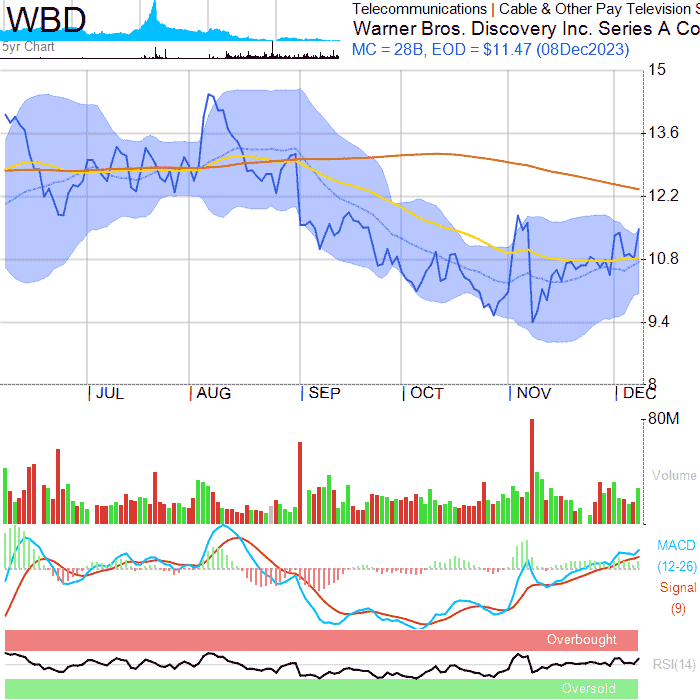 WBD
5yr Chart
Telecommunications | Cable & Other Pay Television S
Warner Bros. Discovery Inc. Series A Co
MC = 28B, EOD = $11.47 (08Dec2023)
15
13.6
12.2
10.8
9.4
8
JUL AUG SEP OCT NOV DEC
80M
Volume
MACD
(12-26)
Signal
(9)
Overbought
RSI(14)
Oversold